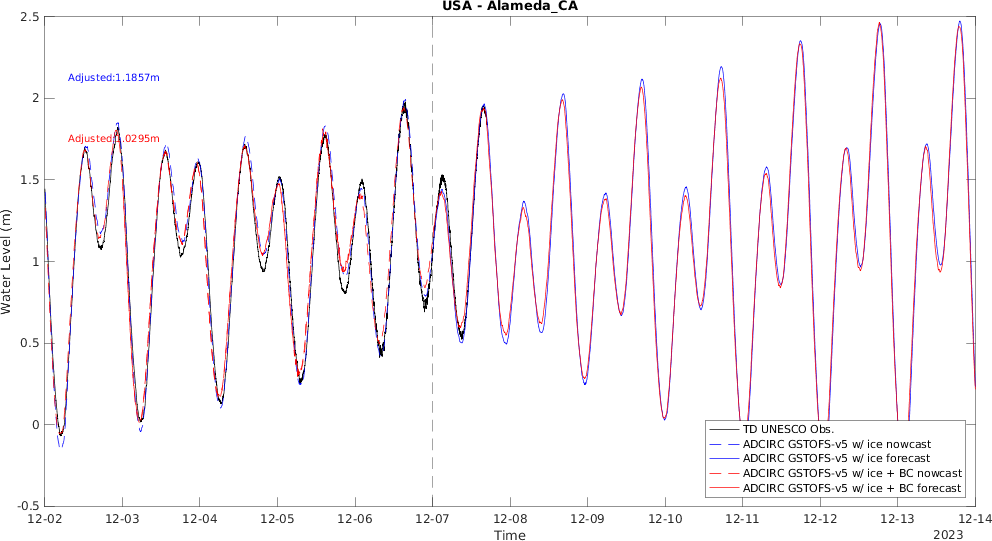 USA - Alameda_CA
2.5
2
1.5
1
0.5
0
-0.5
Water Level (m)
Adjusted:1.1857m
Adjusted:1.0295m
TD UNESCO Obs.
ADCIRC GSTOFS-v5 w/ ice nowcast
ADCIRC GSTOFS-v5 w/ ice forecast
ADCIRC GSTOFS-v5 w/ ice + BC nowcast
ADCIRC GSTOFS-v5 w/ ice + BC forecast
12-02 12-03 12-04 12-05 12-06 12-07 12-08 12-09 12-10 12-11 12-12 12-13 12-14
Time
2023